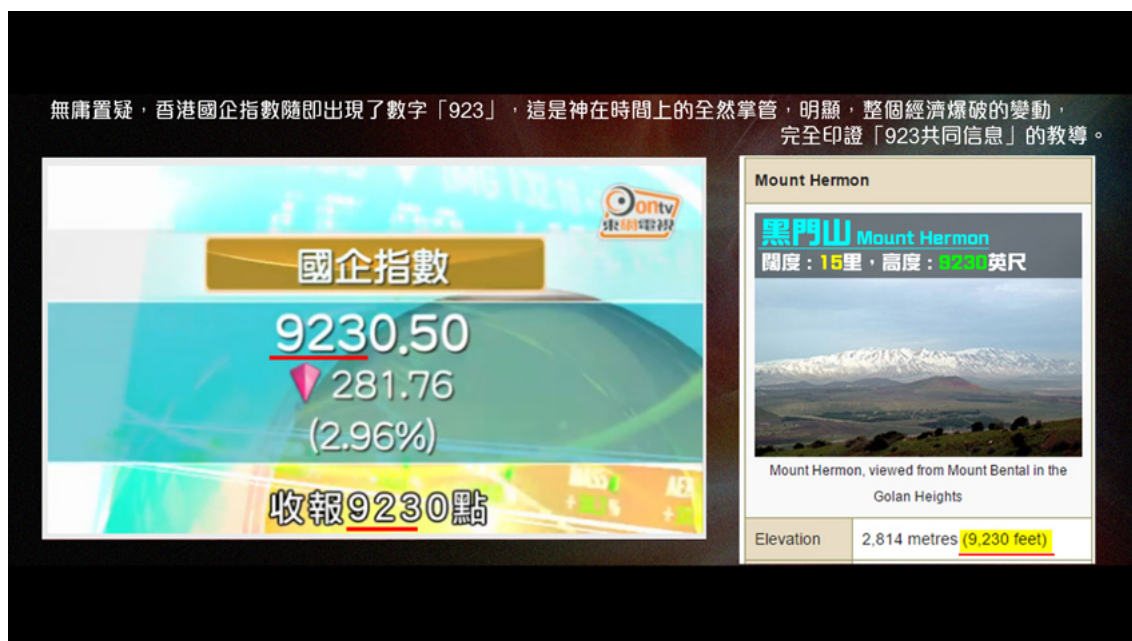 無庸置疑，香港國企指數隨即出現了數字「923」，這是神在時間上的全然掌管，明顯，整個經濟爆破的變動，
完全印證「923共同信息」的教導。
ontv
東網電視
國企指數
9230.50
281.76
(2.96%)
收報9230點
Mount Hermon
黑門山 Mount Hermon
闊度：15里，高度：9230英尺
Mount Hermon, viewed from Mount Bental in the
Golan Heights
Elevation 2,814 metres (9,230 feet)